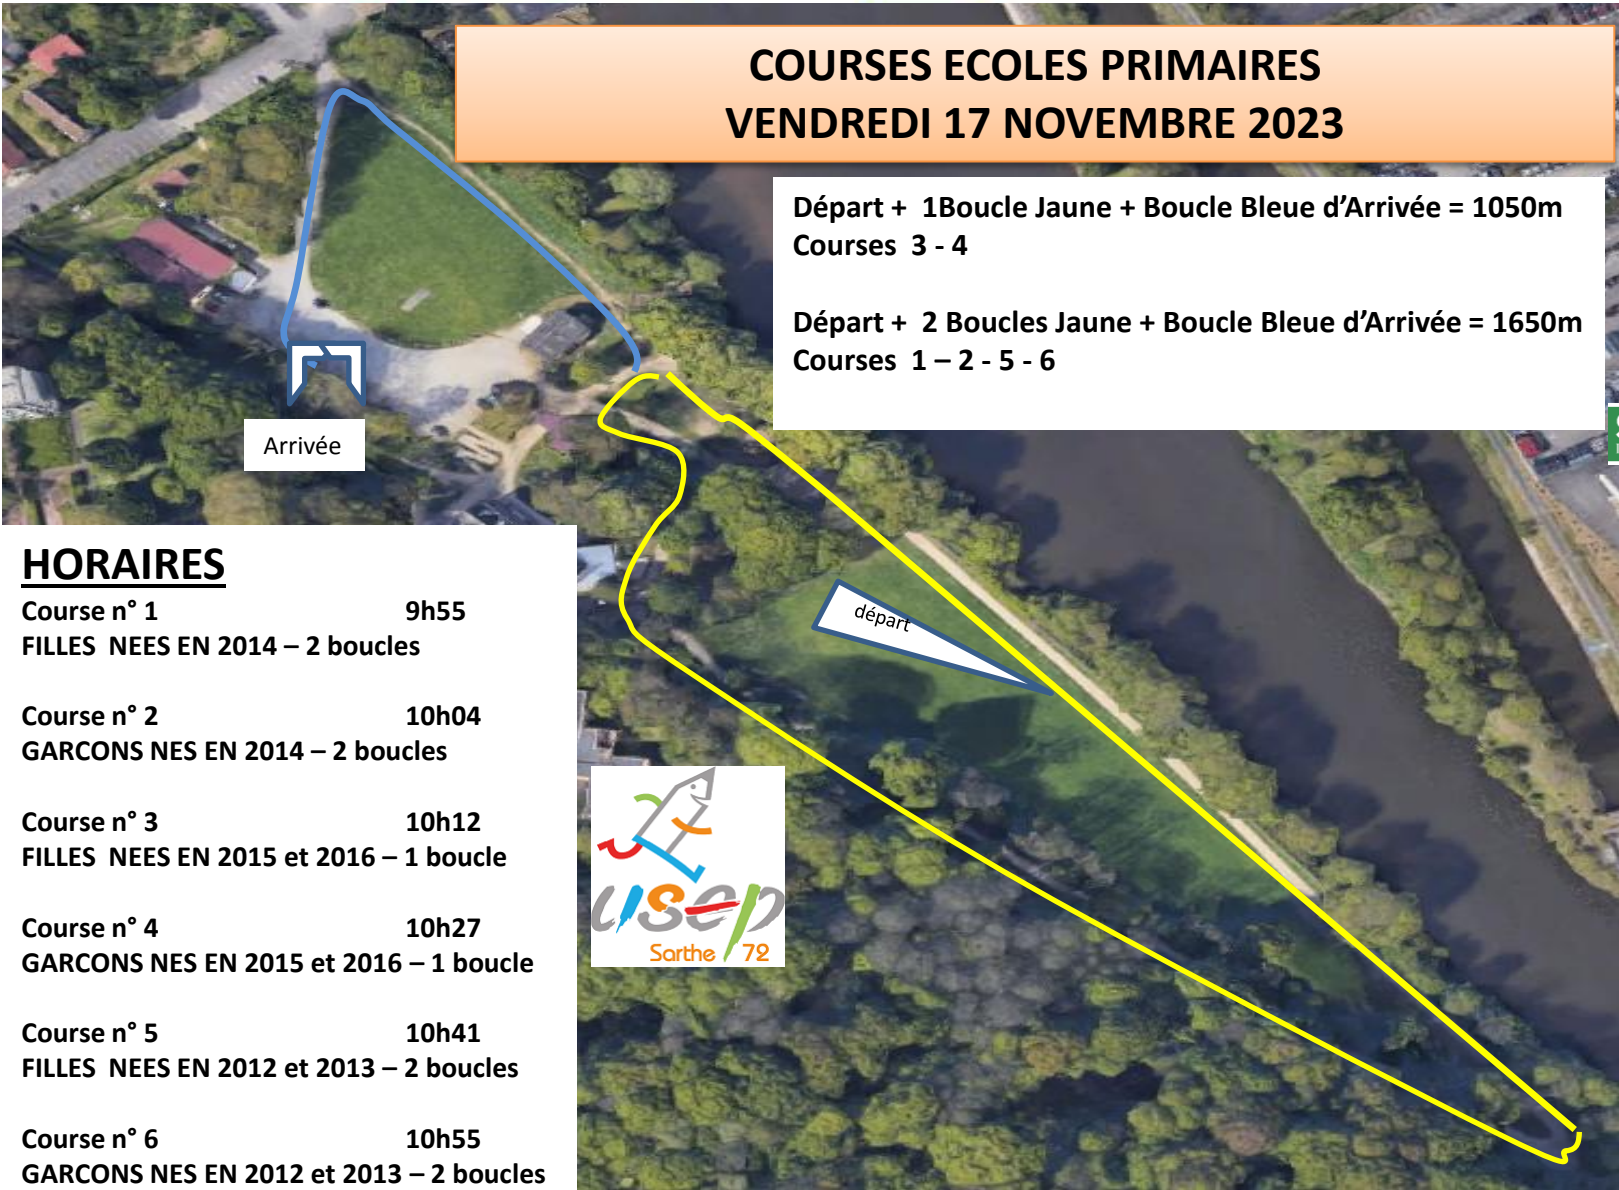 COURSES ECOLES PRIMAIRES
VENDREDI 17 NOVEMBRE 2023
Départ +  1Boucle Jaune + Boucle Bleue d'Arrivée = 1050m
Courses  3 - 4
Départ +  2 Boucles Jaune + Boucle Bleue d'Arrivée = 1650m
Courses  1 – 2 - 5 - 6
Arrivée
départ
HORAIRES
Course n° 1 9h55
FILLES  NEES EN 2014 – 2 boucles
Course n° 2 10h04
GARCONS NES EN 2014 – 2 boucles
Course n° 3 10h12
FILLES  NEES EN 2015 et 2016 – 1 boucle
Course n° 4 10h27
GARCONS NES EN 2015 et 2016 – 1 boucle
Course n° 5 10h41
FILLES  NEES EN 2012 et 2013 – 2 boucles
Course n° 6 10h55
GARCONS NES EN 2012 et 2013 – 2 boucles
usep
Sarthe 72